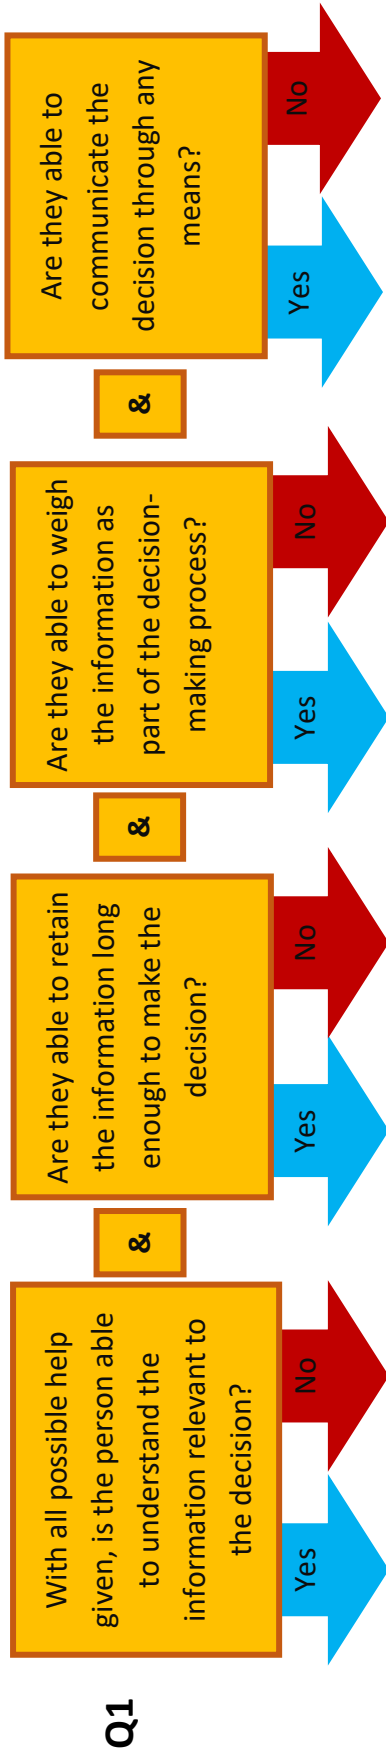 Q1
With all possible help
given, is the person able
to understand the
information relevant to
the decision?
Yes
No
&
Are they able to retain
the information long
enough to make the
decision?
Yes
No
&
Are they able to weigh
the information as
part of the decision-
making process?
Yes
No
&
Are they able to
communicate the
decision through any
means?
Yes
No